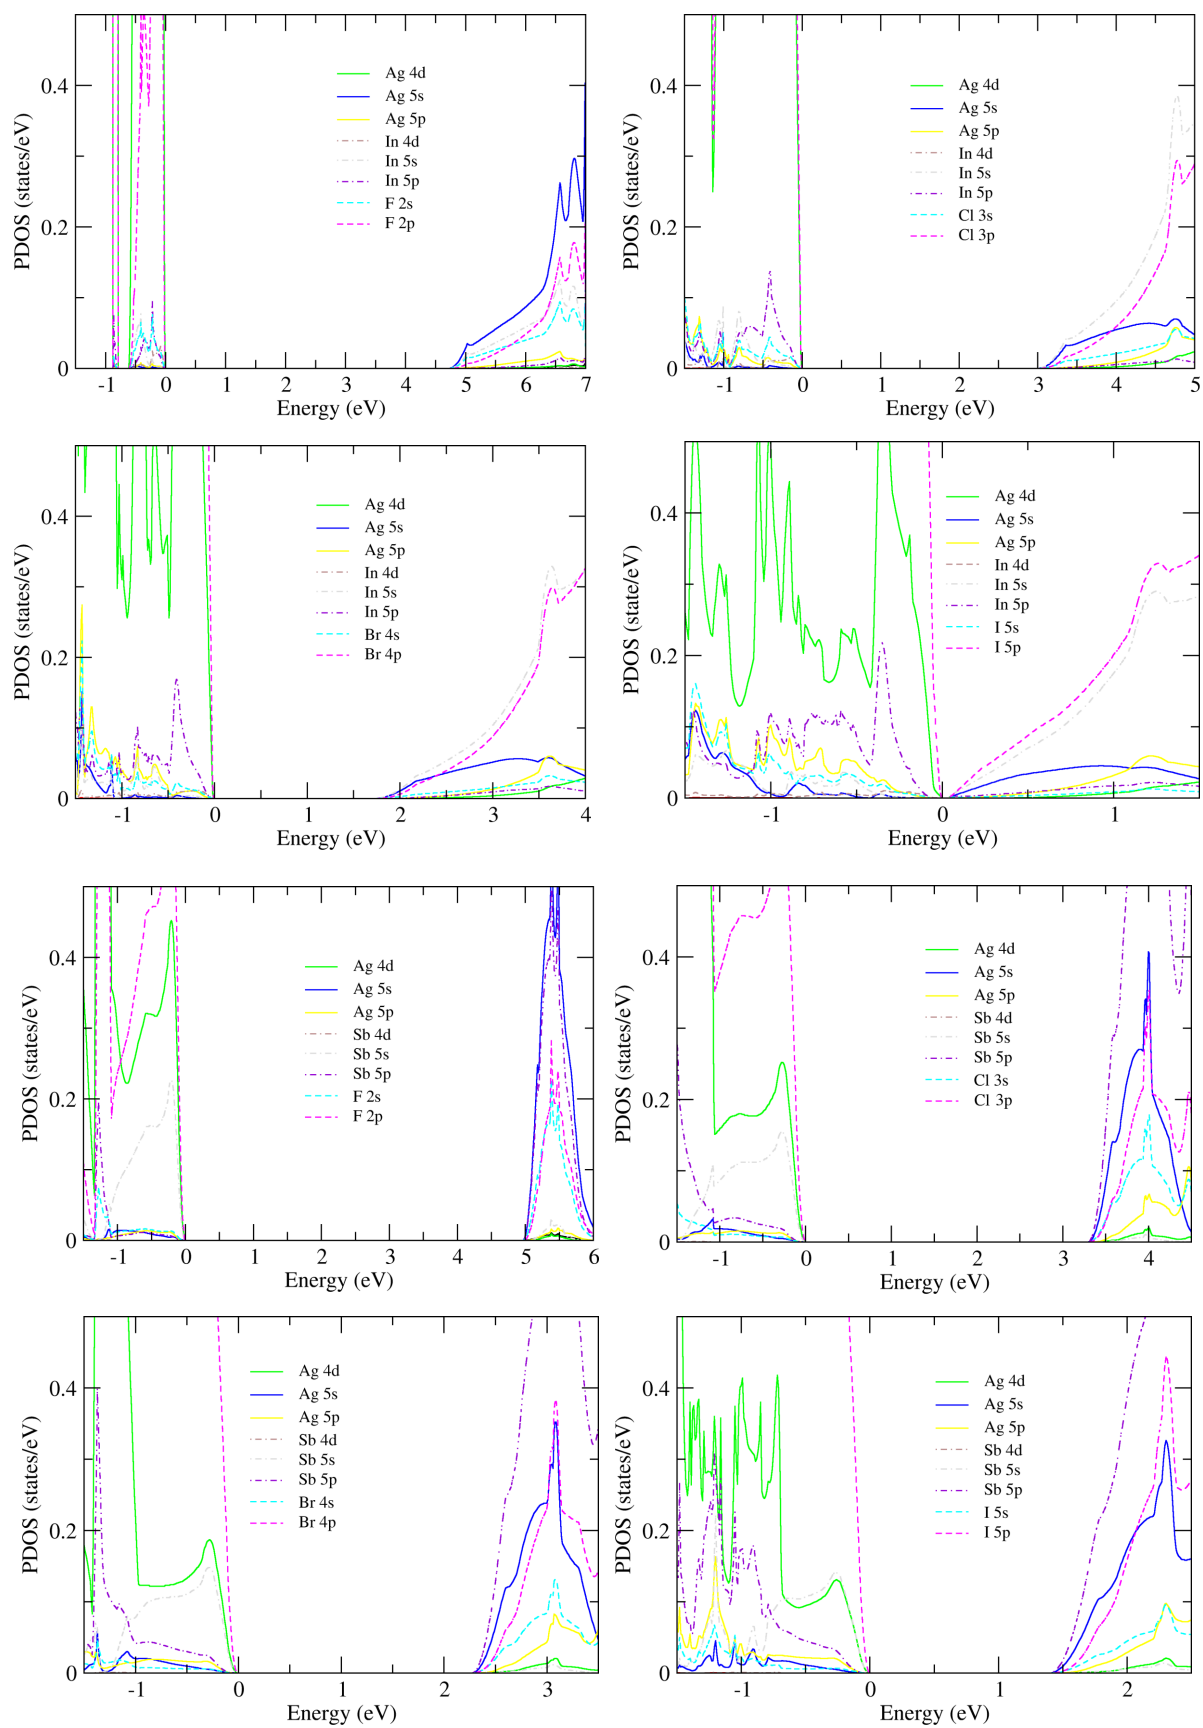 PDOS (states/eV)
0.4
0.2
0
Ag 4d
Ag 5s
Ag 5p
In 4d
In 5s
In 5p
F 2s
F 2p
-1 0 1 2 3 4 5 6 7
Energy (eV)
PDOS (states/eV)
0.4
0.2
0
Ag 4d
Ag 5s
Ag 5p
In 4d
In 5s
In 5p
Cl 3s
Cl 3p
-1 0 1 2 3 4 5
Energy (eV)
PDOS (states/eV)
0.4
0.2
0
Ag 4d
Ag 5s
Ag 5p
In 4d
In 5s
In 5p
Br 4s
Br 4p
-1 0 1 2 3 4
Energy (eV)
PDOS (states/eV)
0.4
0.2
0
Ag 4d
Ag 5s
Ag 5p
In 4d
In 5s
In 5p
I 5s
I 5p
-1 0 1
Energy (eV)
PDOS (states/eV)
0.4
0.2
0
Ag 4d
Ag 5s
Ag 5p
Sb 4d
Sb 5s
Sb 5p
F 2s
F 2p
-1 0 1 2 3 4 5 6
Energy (eV)
PDOS (states/eV)
0.4
0.2
0
Ag 4d
Ag 5s
Ag 5p
Sb 4d
Sb 5s
Sb 5p
Cl 3s
Cl 3p
-1 0 1 2 3 4
Energy (eV)
PDOS (states/eV)
0.4
0.2
0
Ag 4d
Ag 5s
Ag 5p
Sb 4d
Sb 5s
Sb 5p
Br 4s
Br 4p
-1 0 1 2 3
Energy (eV)
PDOS (states/eV)
0.4
0.2
0
Ag 4d
Ag 5s
Ag 5p
Sb 4d
Sb 5s
Sb 5p
I 5s
I 5p
-1 0 1 2
Energy (eV)